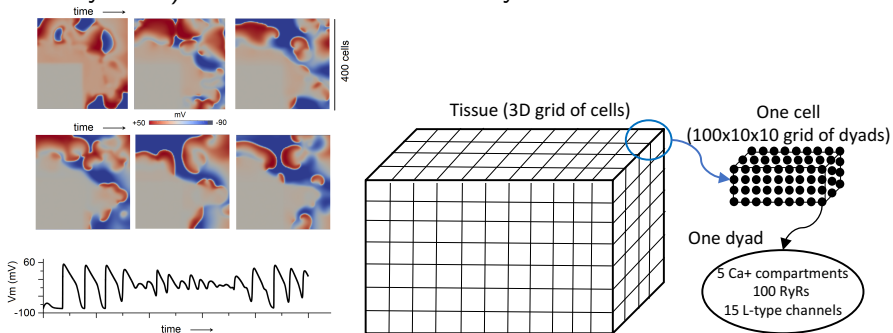 time
400 cells
mV
+50
-90
time
60
Vm (mV)
-100
time
Tissue (3D grid of cells)
One cell
(100x10x10 grid of dyads)
One dyad
5 Ca+ compartments
100 RyRs
15 L-type channels